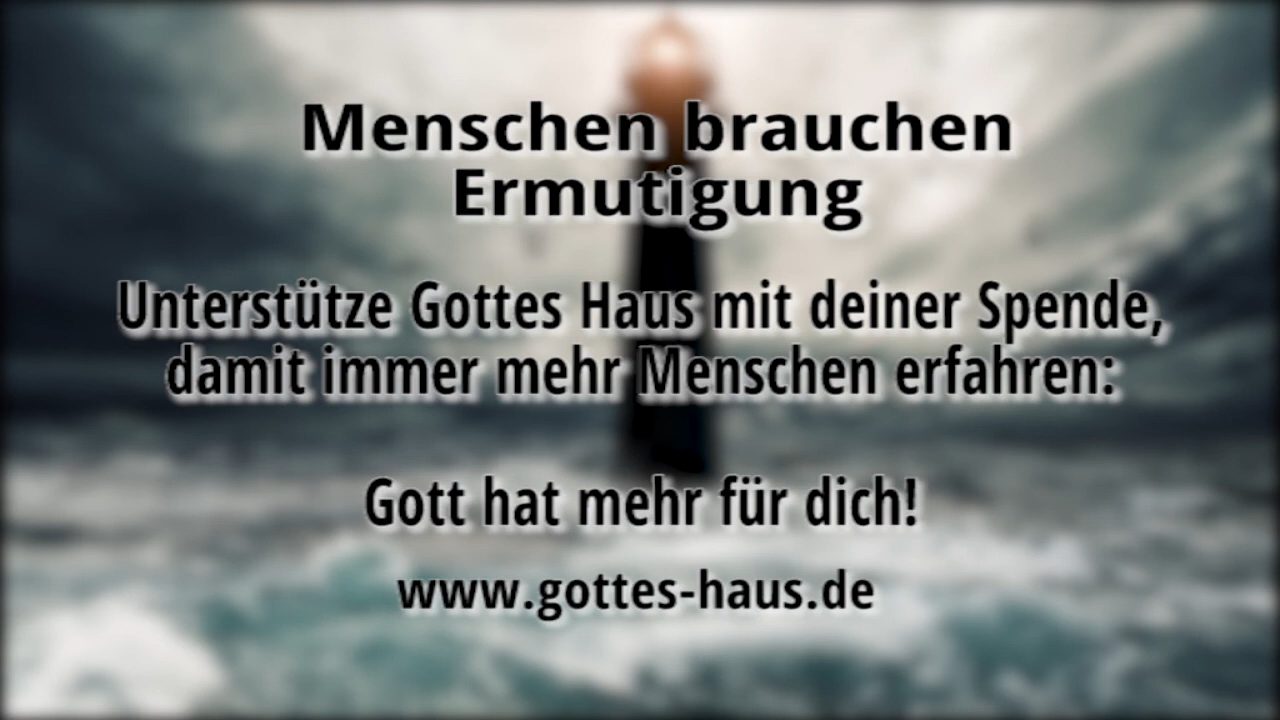 Menschen brauchen
Ermutigung
Unterstütze Gottes Haus mit deiner Spende,
damit immer mehr Menschen erfahren:
Gott hat mehr für dich!
www.gottes-haus.de